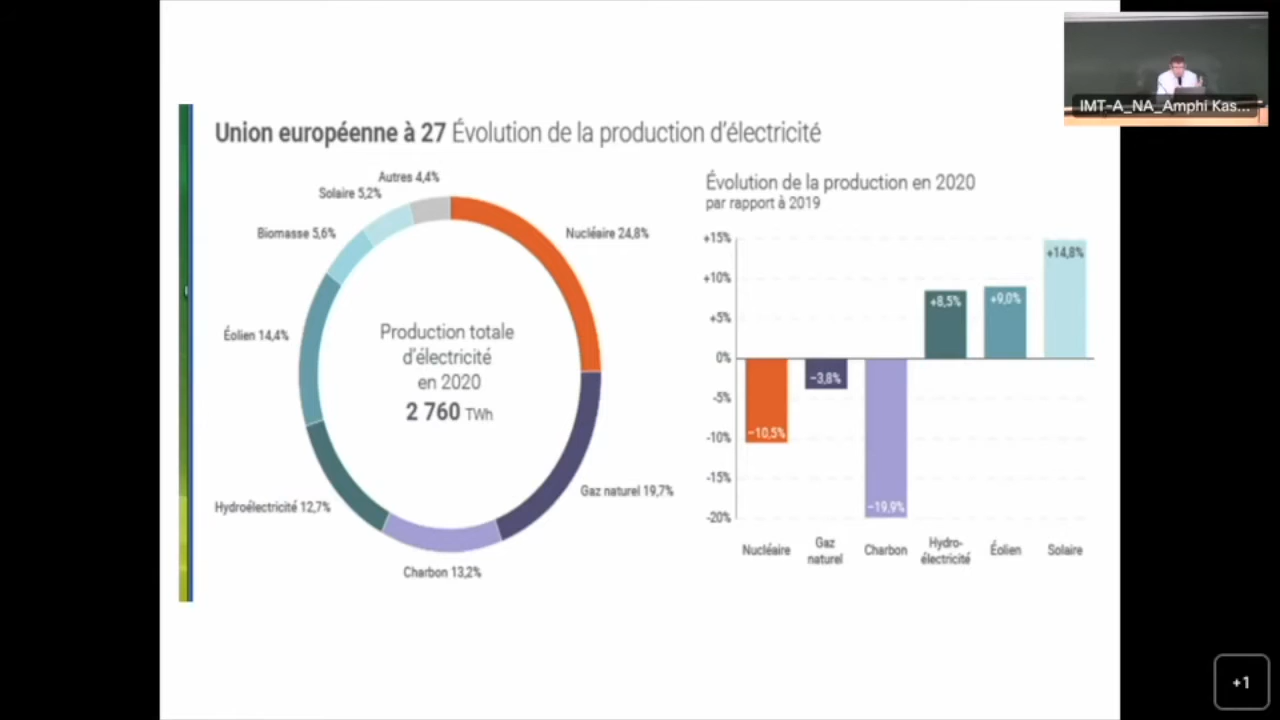 IMT-A_NA_Amphi Kas...
Union européenne à 27 Évolution de la production d'électricité
Autres 4,4%
Solaire 5,2%
Biomasse 5,6%
Nucléaire 24,8%
Éolien 14,4%
Production totale
d'électricité
en 2020
2 760 TWh
Gaz naturel 19,7%
Hydroélectricité 12,7%
Charbon 13,2%
Évolution de la production en 2020
par rapport à 2019
+15%
+10%
+5%
0%
-5%
-10%
-15%
-20%
−10,5%
−3,8%
−19,9%
+8,5%
+9,0%
+14,8%
Nucléaire
Gaz
naturel
Charbon
Hydro-
électricité
Éolien
Solaire
+1